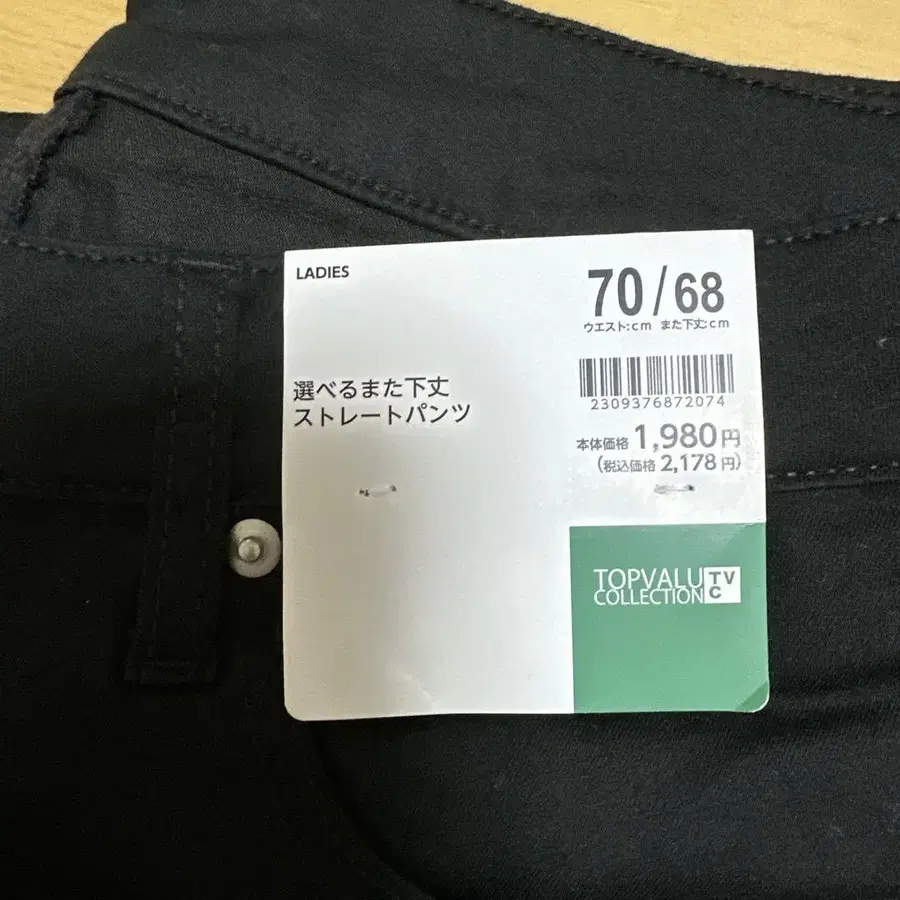 LADIES
70/68
ウエスト:cm また下丈:cm
選べるまた下丈
ストレートパンツ
2309376872074
本体価格 1,980円
(税込価格 2,178円)
TOPVALU
COLLECTION
TV
C